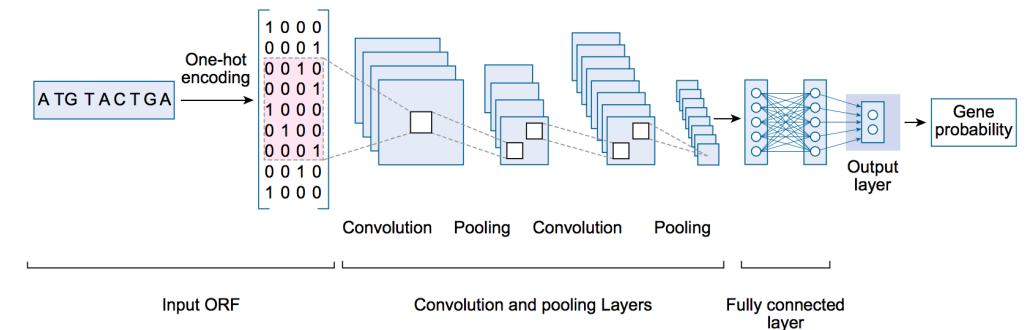 One-hot
encoding
A TG T A C T G A
1 0 0 0
0 0 0 1
0 0 1 0
0 0 0 1
1 0 0 0
0 1 0 0
0 0 0 1
0 0 1 0
1 0 0 0
Gene
probability
Output
layer
Convolution Pooling Convolution Pooling
Input ORF
Convolution and pooling Layers
Fully connected
layer